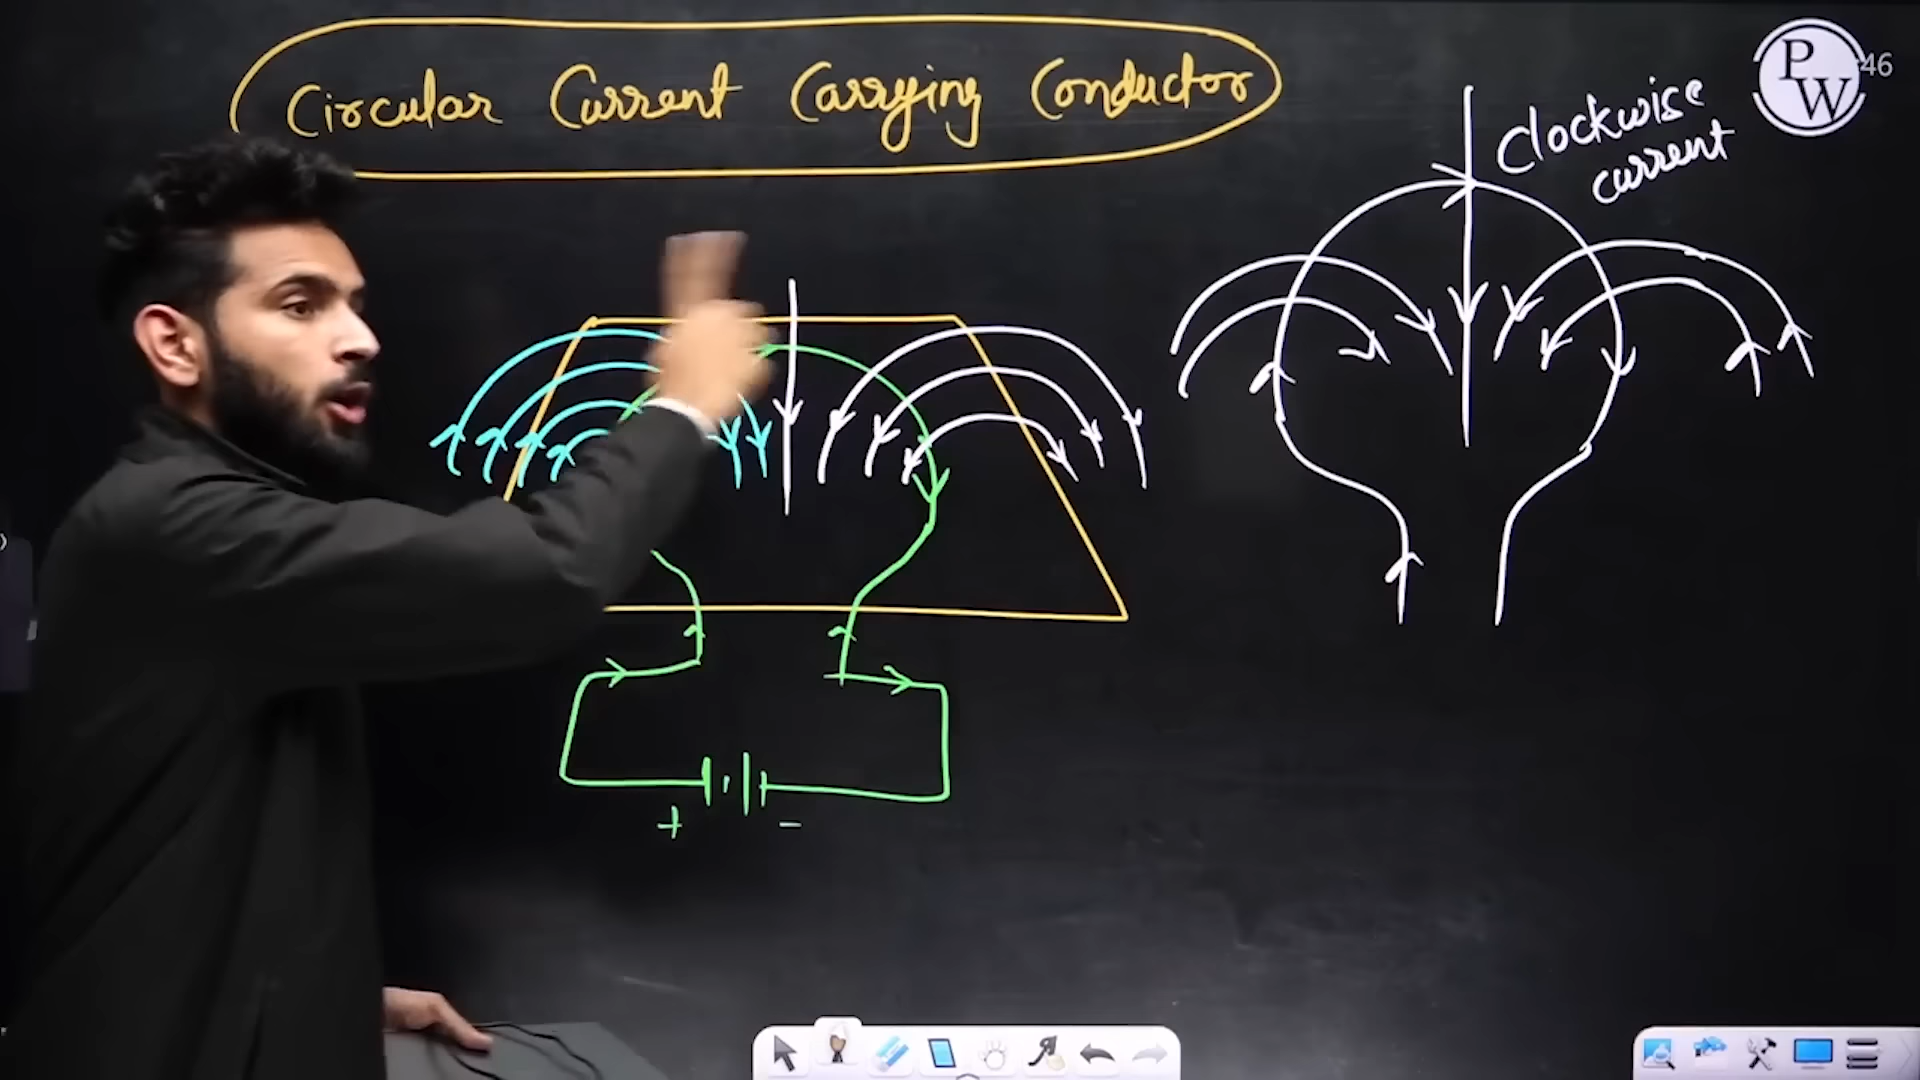 Circular Current Carrying Conductor
Clockwise
current
PW
46
+ -